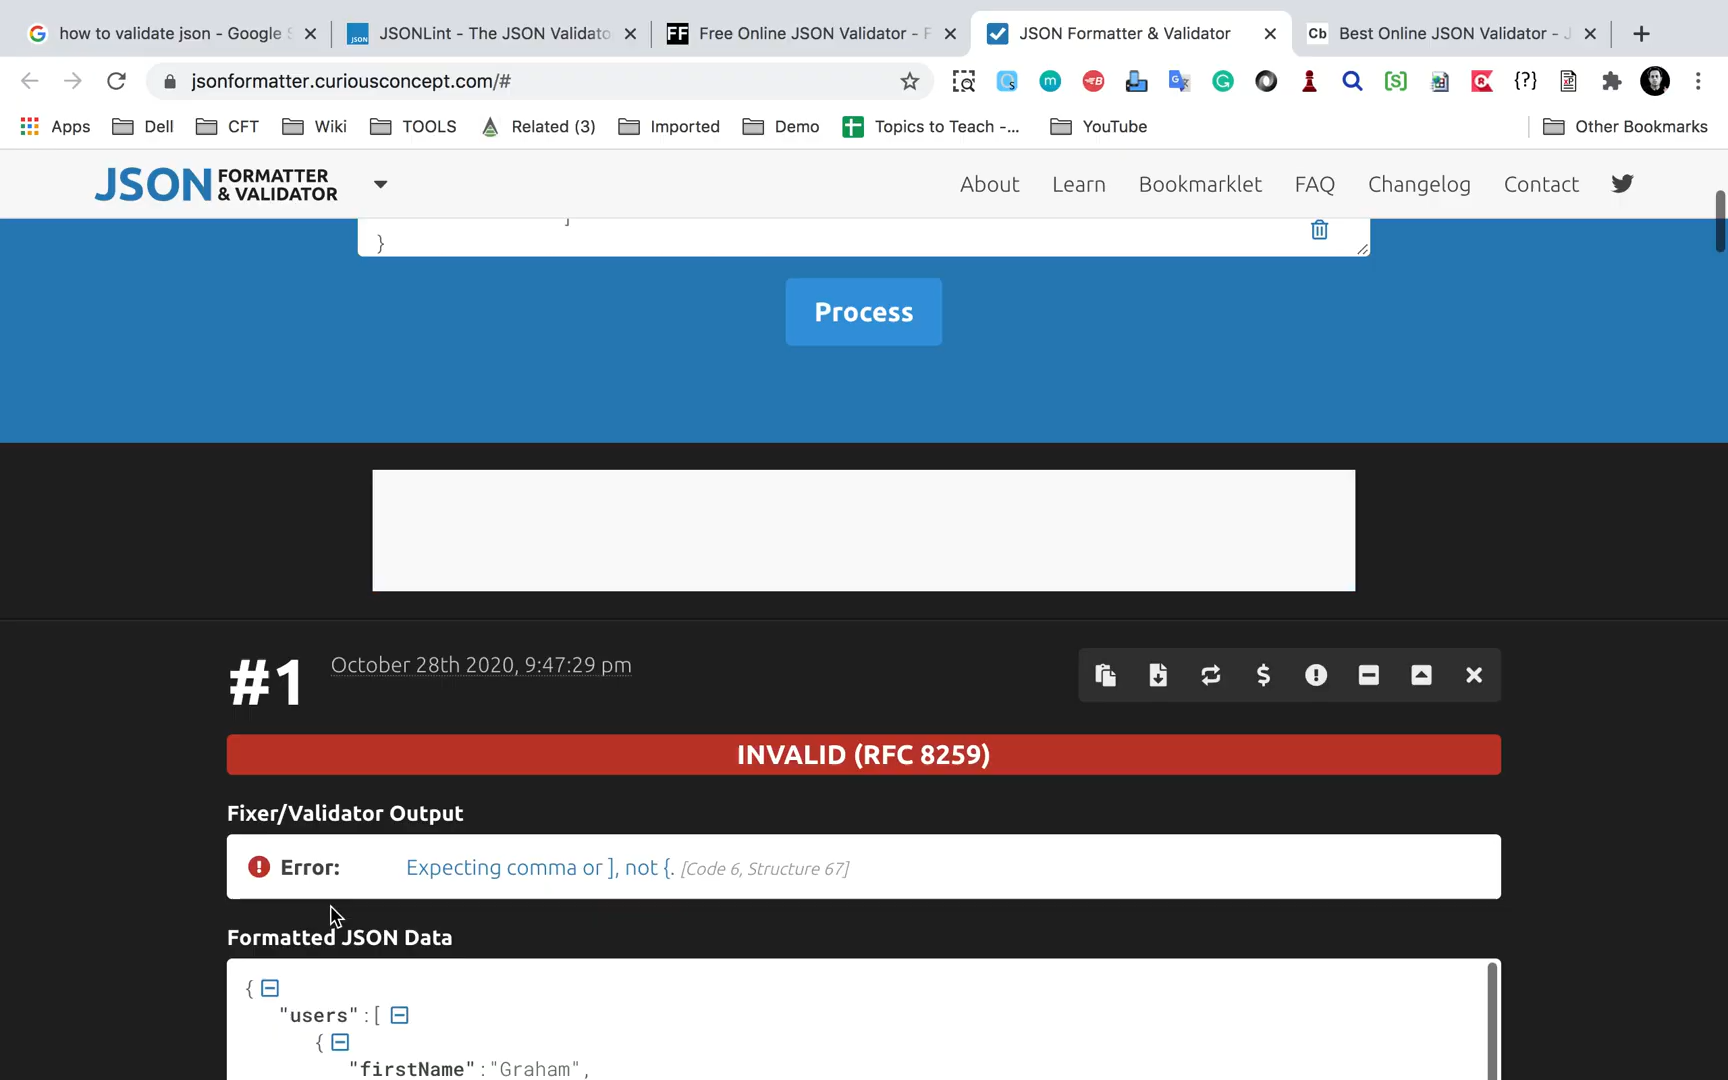 how to validate json - Google S
JSONLint - The JSON Validato
FF Free Online JSON Validator - F
JSON Formatter & Validator
Cb Best Online JSON Validator - J
jsonformatter.curiousconcept.com/#
Apps Dell CFT Wiki TOOLS Related (3) Imported Demo Topics to Teach -... YouTube Other Bookmarks
JSON FORMATTER & VALIDATOR
About Learn Bookmarklet FAQ Changelog Contact
]
}
Process
#1 October 28th 2020, 9:47:29 pm
INVALID (RFC 8259)
Fixer/Validator Output
Error: Expecting comma or ], not {. [Code 6, Structure 67]
Formatted JSON Data
{
"users":[
{
"firstName":"Graham",